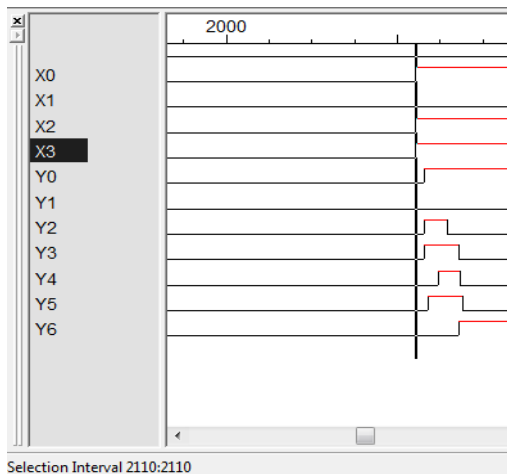 2000
X0
X1
X2
X3
Y0
Y1
Y2
Y3
Y4
Y5
Y6
Selection Interval 2110:2110